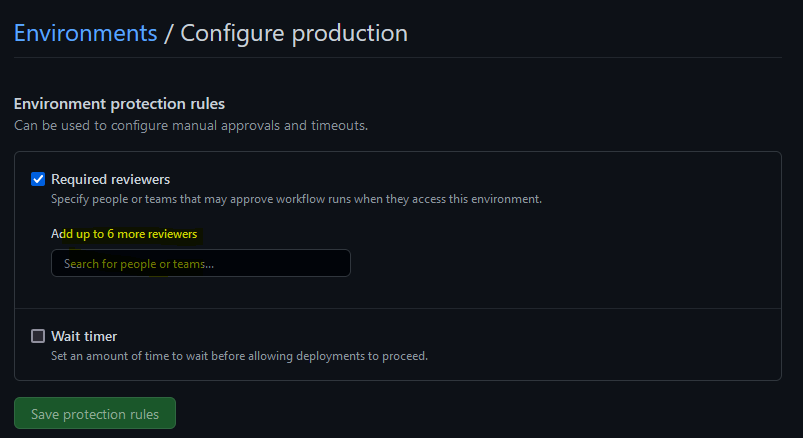 Environments / Configure production
Environment protection rules
Can be used to configure manual approvals and timeouts.
Required reviewers
Specify people or teams that may approve workflow runs when they access this environment.
Add up to 6 more reviewers
Search for people or teams...
Wait timer
Set an amount of time to wait before allowing deployments to proceed.
Save protection rules